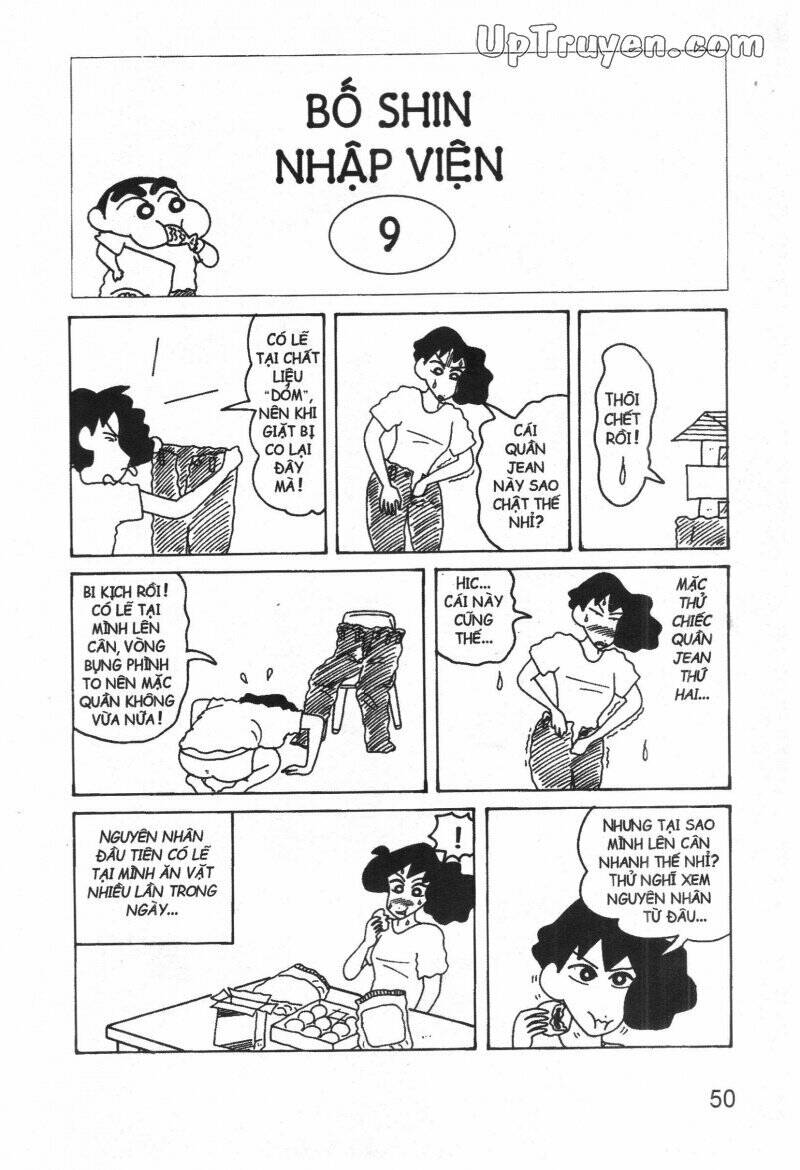 UpTruyen.com
BỐ SHIN
NHẬP VIỆN
9
THÔI
CHẾT
RỒI!
CÁI
QUẦN
JEAN
NÀY SAO
CHẬT THẾ
NHỈ?
CÓ LẼ
TẠI CHẤT
LIỆU
"DỎM",
NÊN KHI
GIẶT BỊ
CO LẠI
ĐÂY
MÀ!
MẶC
THỬ
CHIẾC
QUẦN
JEAN
THỨ
HAI...
HIC...
CÁI NÀY
CŨNG
THẾ...
BI KỊCH RỒI!
CÓ LẼ TẠI
MÌNH LÊN
CÂN, VÒNG
BỤNG PHÌNH
TO NÊN MẶC
QUẦN KHÔNG
VỪA NỮA!
NHƯNG TẠI SAO
MÌNH LÊN CÂN
NHANH THẾ NHỈ?
THỬ NGHĨ XEM
NGUYÊN NHÂN
TỪ ĐÂU...
!
NGUYÊN NHÂN
ĐẦU TIÊN CÓ LẼ
TẠI MÌNH ĂN VẶT
NHIỀU LẦN TRONG
NGÀY...
50